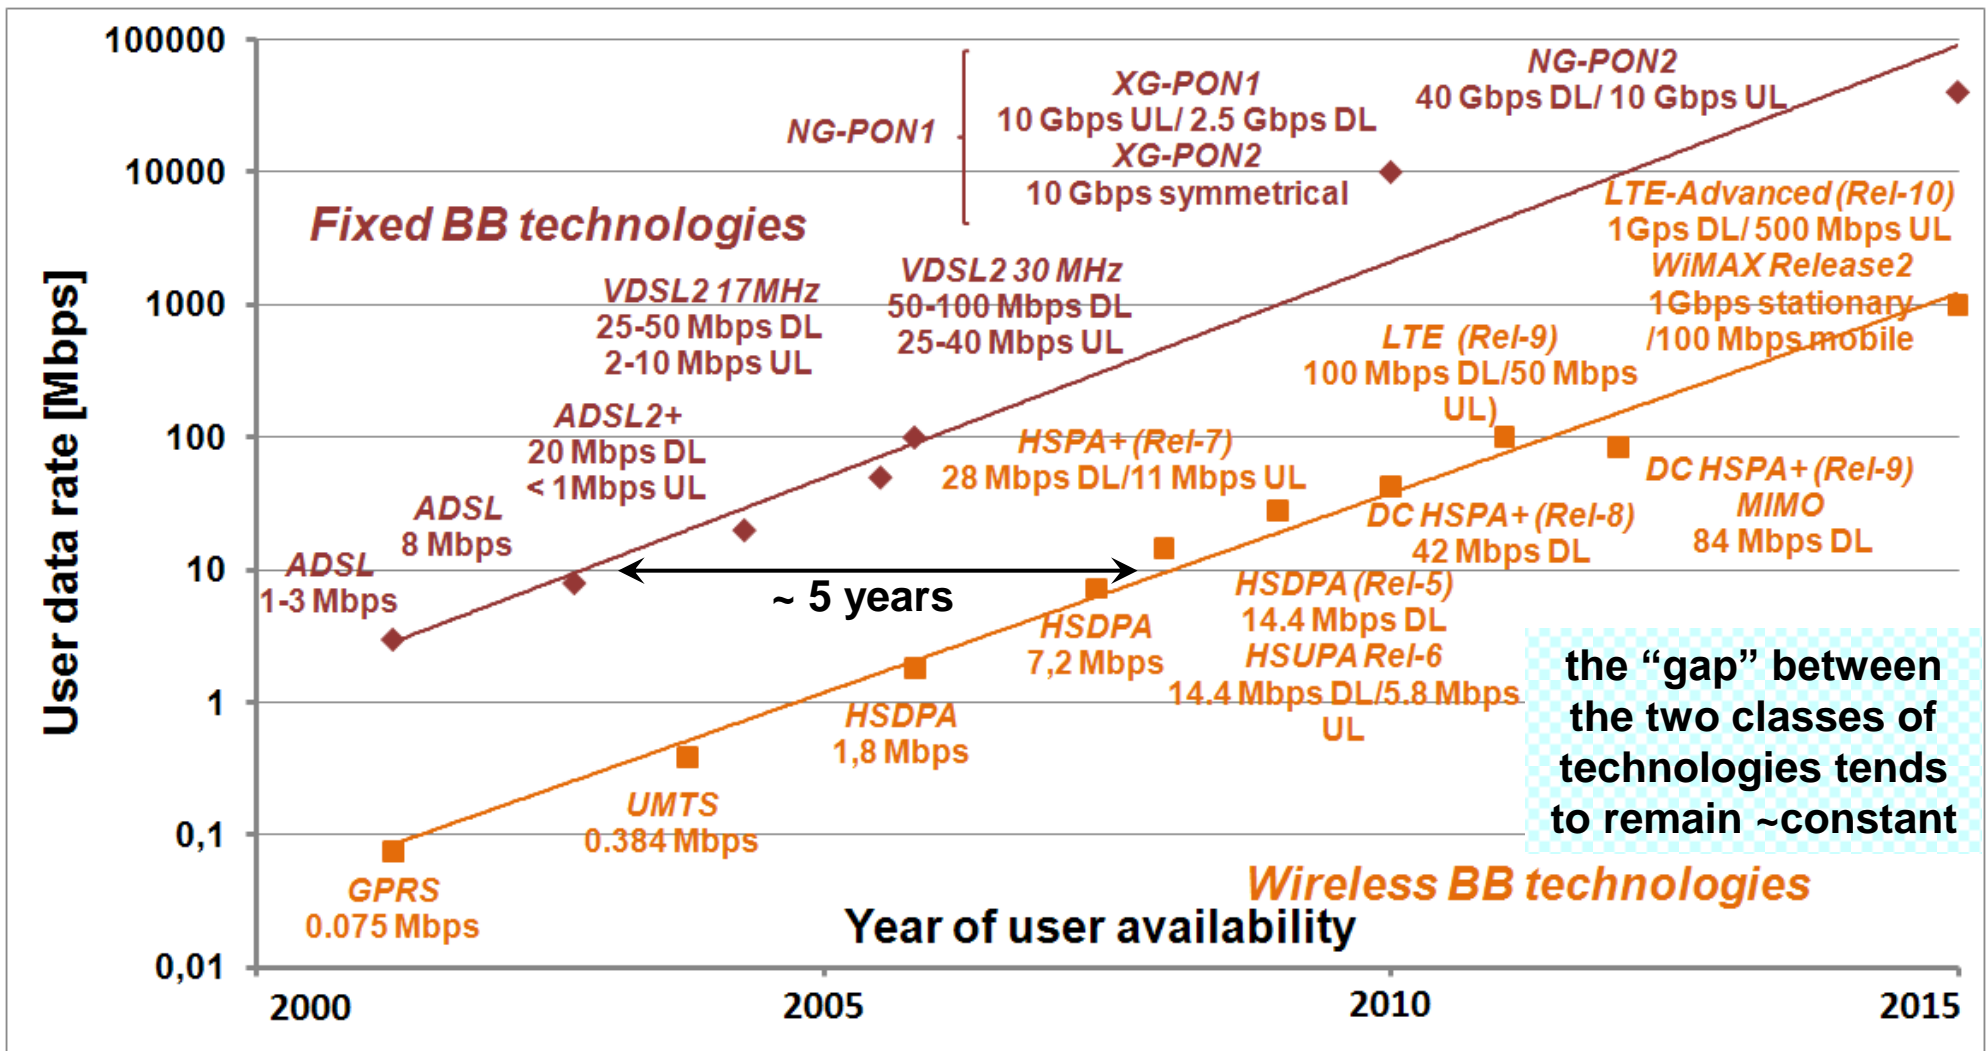 User data rate [Mbps]
100000
10000
1000
100
10
1
0,1
0,01
Fixed BB technologies
ADSL
1-3 Mbps
ADSL
8 Mbps
ADSL2+
20 Mbps DL
< 1Mbps UL
VDSL2 17MHz
25-50 Mbps DL
2-10 Mbps UL
VDSL2 30 MHz
50-100 Mbps DL
25-40 Mbps UL
NG-PON1
XG-PON1
10 Gbps UL/ 2.5 Gbps DL
XG-PON2
10 Gbps symmetrical
NG-PON2
40 Gbps DL/ 10 Gbps UL
LTE-Advanced (Rel-10)
1Gps DL/ 500 Mbps UL
WiMAX Release2
1Gbps stationary
/100 Mbps mobile
LTE (Rel-9)
100 Mbps DL/50 Mbps
UL)
HSPA+ (Rel-7)
28 Mbps DL/11 Mbps UL
DC HSPA+ (Rel-9)
MIMO
84 Mbps DL
DC HSPA+ (Rel-8)
42 Mbps DL
~ 5 years
HSDPA (Rel-5)
14.4 Mbps DL
HSUPA Rel-6
14.4 Mbps DL/5.8 Mbps
UL
HSDPA
7,2 Mbps
HSDPA
1,8 Mbps
UMTS
0.384 Mbps
GPRS
0.075 Mbps
the “gap” between
the two classes of
technologies tends
to remain ~constant
Wireless BB technologies
Year of user availability
2000
2005
2010
2015